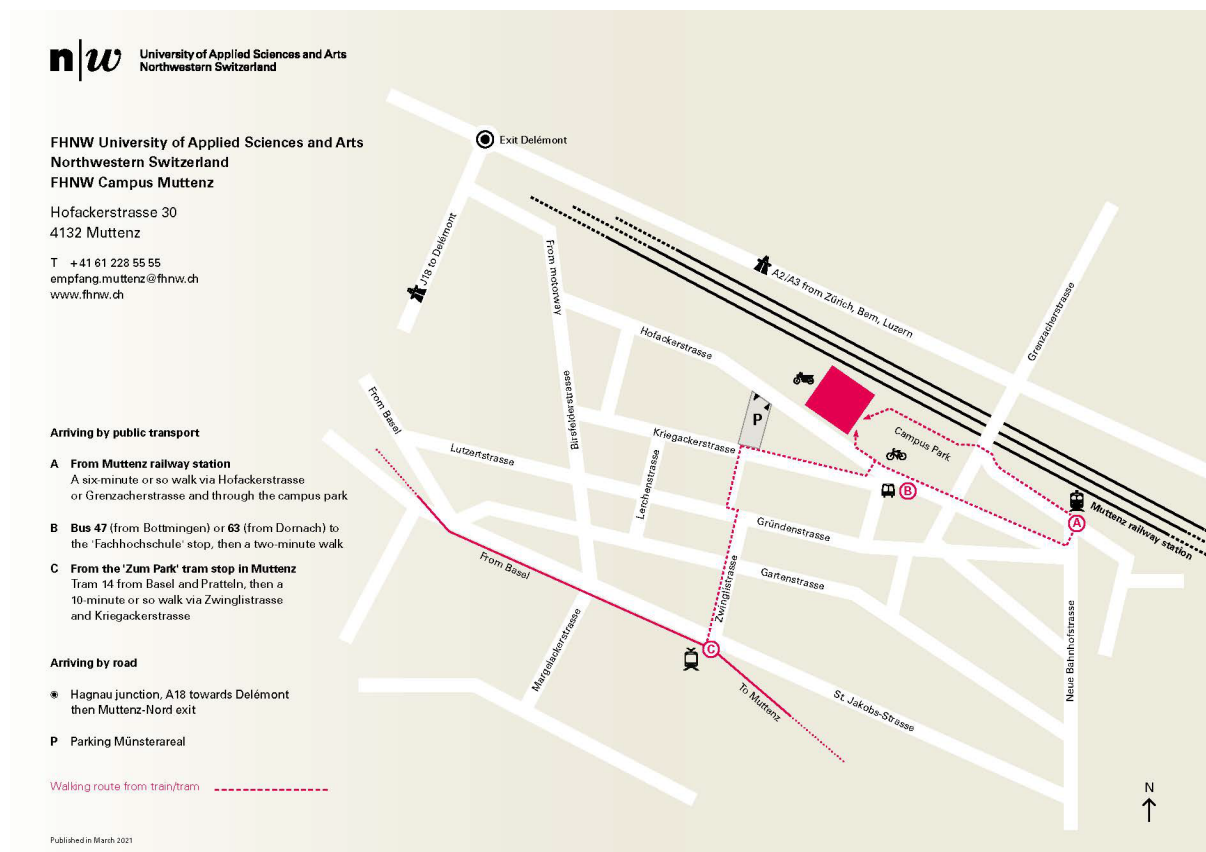 n|w University of Applied Sciences and Arts
Northwestern Switzerland
FHNW University of Applied Sciences and Arts
Northwestern Switzerland
FHNW Campus Muttenz
Hofackerstrasse 30
4132 Muttenz
T +41 61 228 55 55
empfang.muttenz@fhnw.ch
www.fhnw.ch
Arriving by public transport
A From Muttenz railway station
A six-minute or so walk via Hofackerstrasse
or Grenzacherstrasse and through the campus park
B Bus 47 (from Bottmingen) or 63 (from Dornach) to
the 'Fachhochschule' stop, then a two-minute walk
C From the 'Zum Park' tram stop in Muttenz
Tram 14 from Basel and Pratteln, then a
10-minute or so walk via Zwinglistrasse
and Kriegackerstrasse
Arriving by road
Hagnau junction, A18 towards Delémont
then Muttenz-Nord exit
P Parking Münsterareal
Walking route from train/tram
Published in March 2021
Exit Delémont
J18 to Delémont
From motorway
A2/A3 from Zürich, Bern, Luzern
Grenzacherstrasse
Hofackerstrasse
From Basel
Birsfelderstrasse
P
Kriegackerstrasse
Campus Park
Lutzertstrasse
Lerchenstrasse
B
A
Muttenz railway station
Gründenstrasse
From Basel
Zwinglistrasse
Gartenstrasse
Margelackerstrasse
C
Neue Bahnhofstrasse
To Muttenz
St. Jakobs-Strasse
N